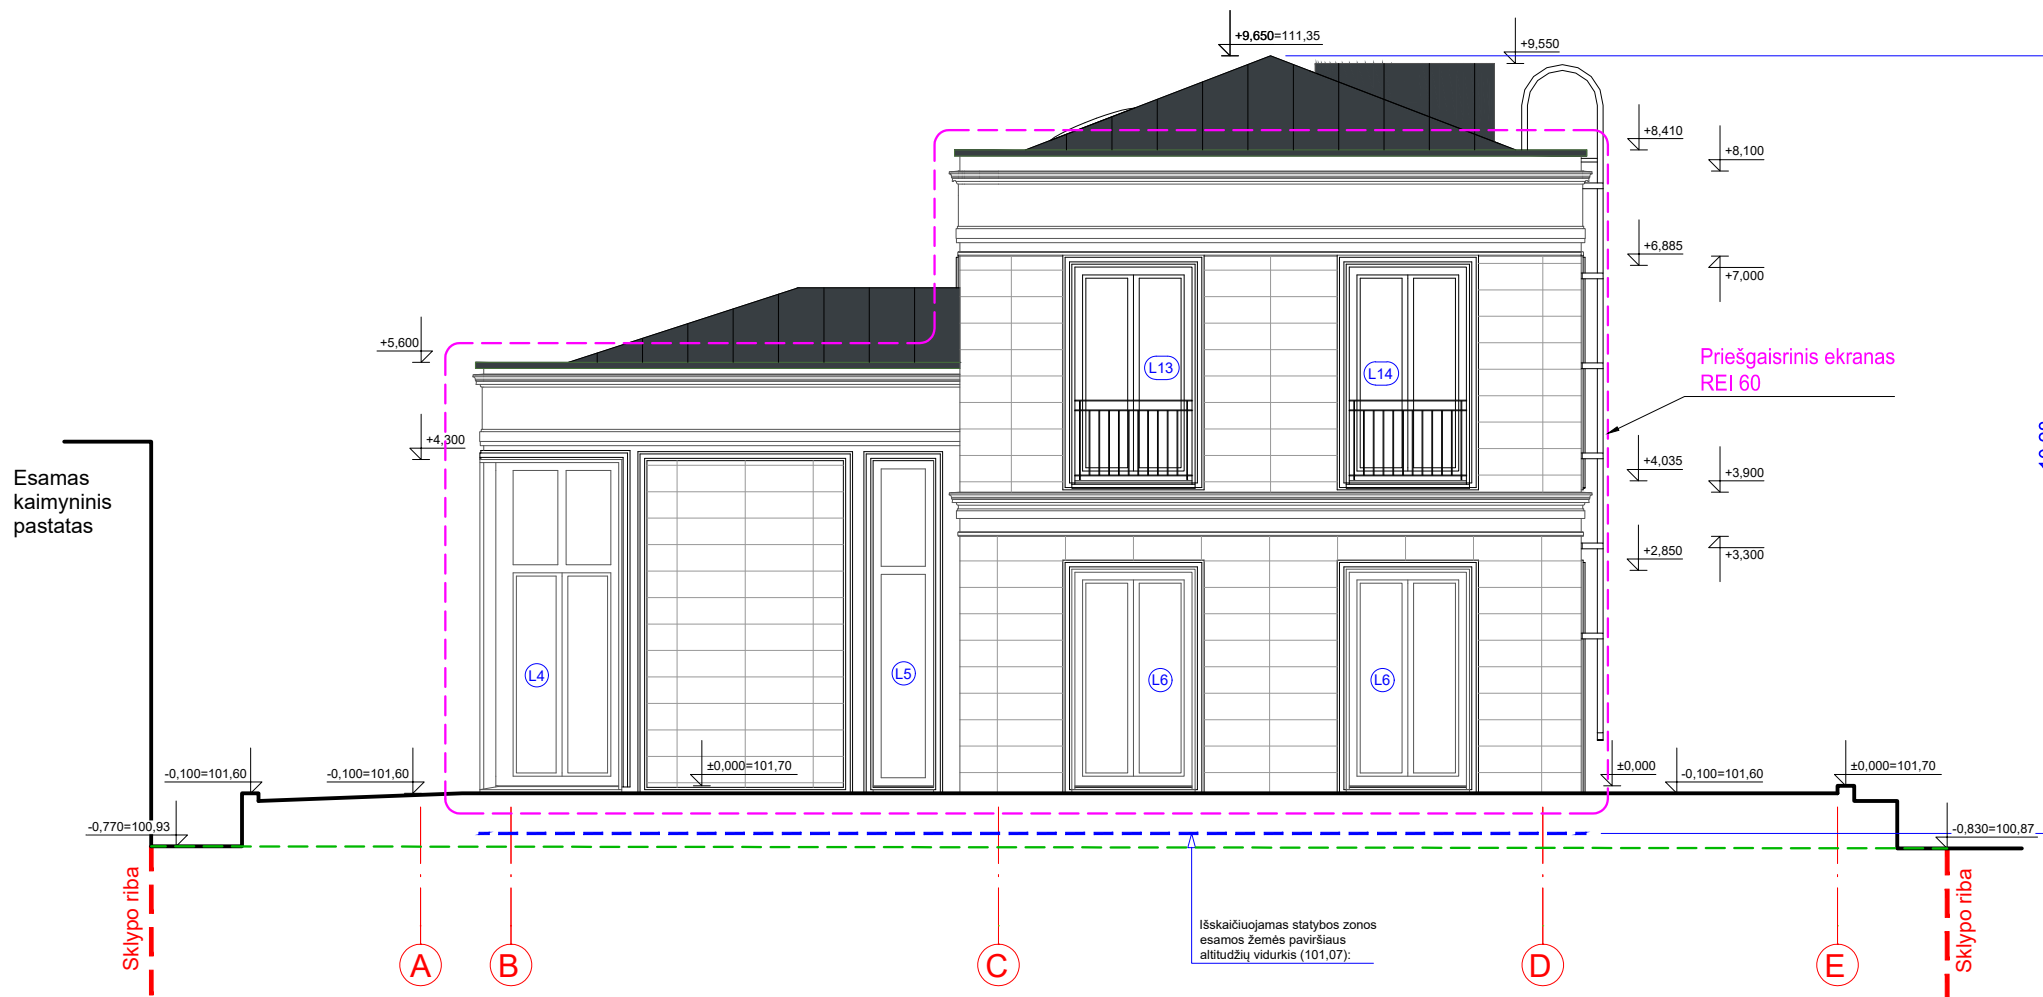 +9,650=111,35
+9,550
+8,410
+8,100
+6,885
+7,000
+5,600
+4,300
L13
L14
Priešgaisrinis ekranas
REI 60
+4,035
+3,900
+2,850
+3,300
Esamas
kaimyninis
pastatas
L4
L5
L6
L6
-0,100=101,60
-0,100=101,60
±0,000=101,70
±0,000
-0,100=101,60
±0,000=101,70
-0,770=100,93
-0,830=100,87
Sklypo riba
Sklypo riba
Išskaičiuojamas statybos zonos
esamos žemės paviršiaus
altitudžių vidurkis (101,07):
A
B
C
D
E